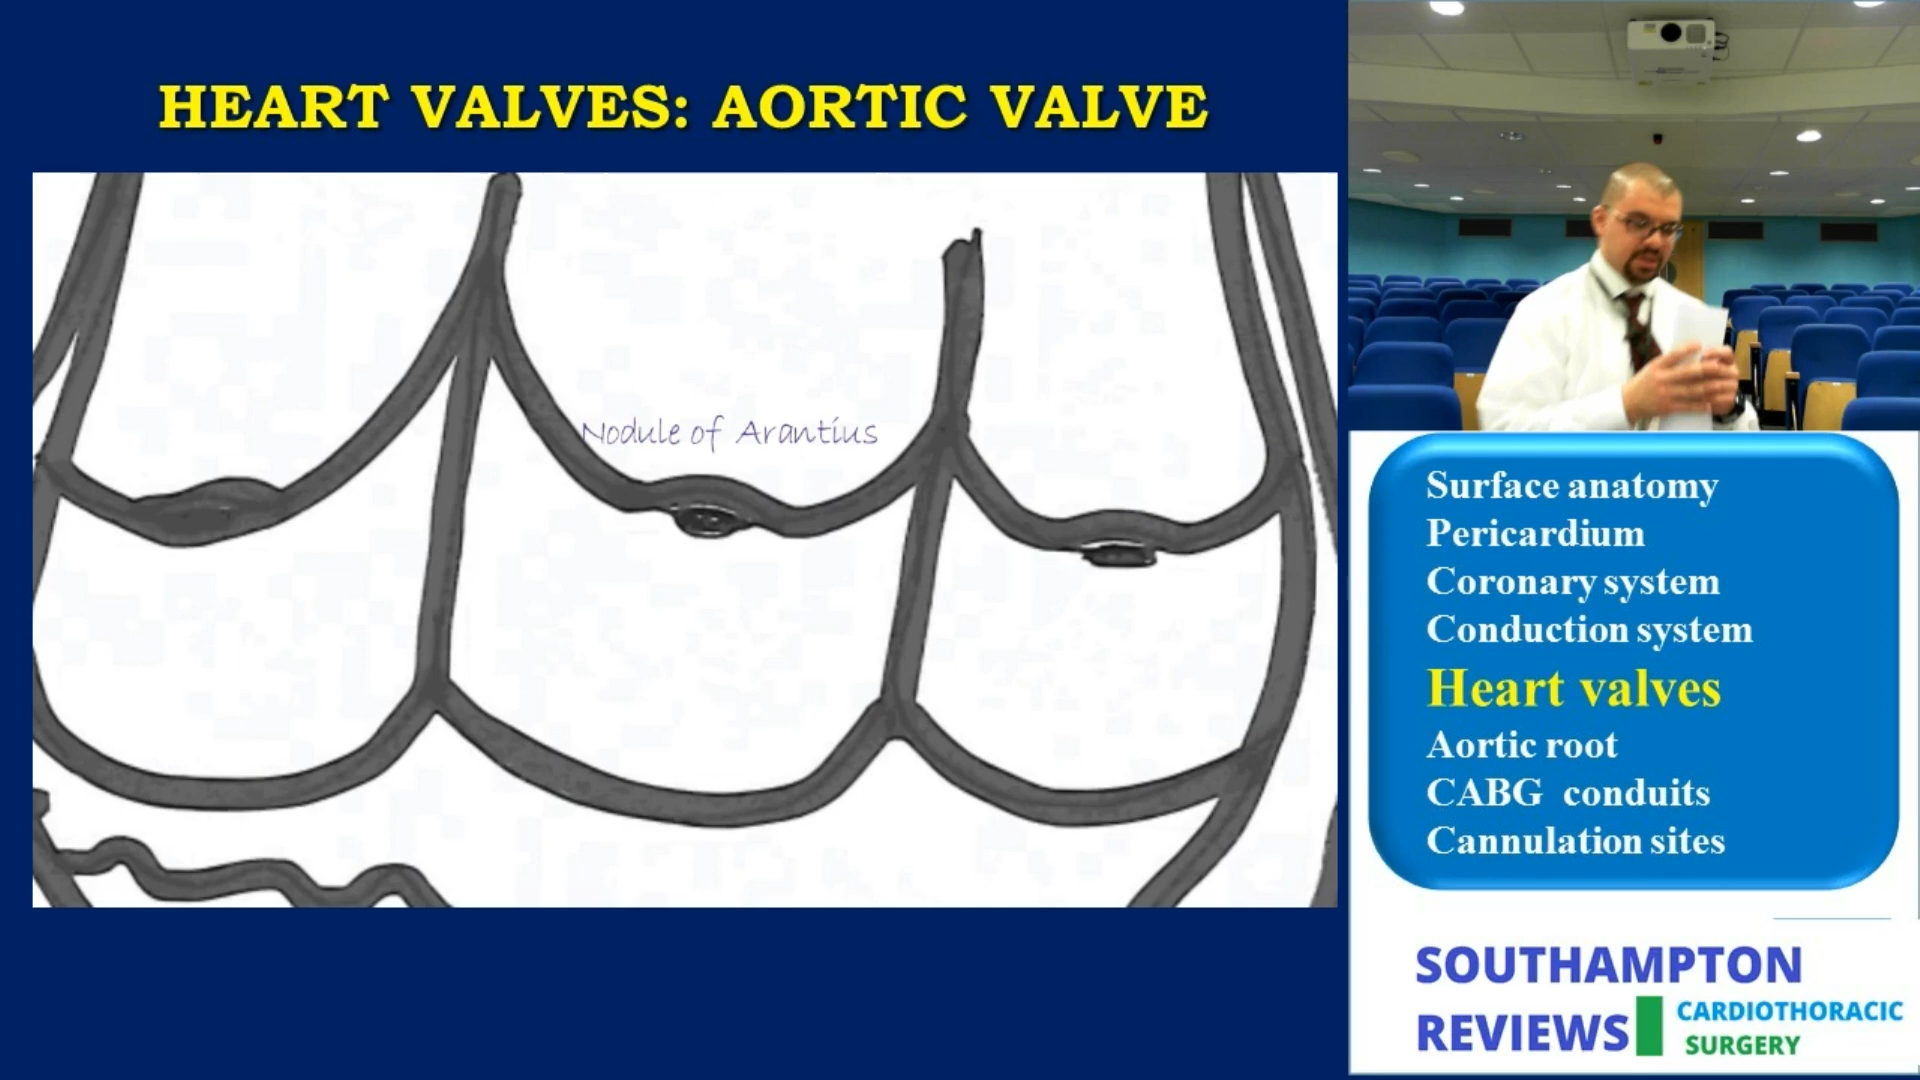 HEART VALVES: AORTIC VALVE
Nodule of Arantius
Surface anatomy
Pericardium
Coronary system
Conduction system
Heart valves
Aortic root
CABG conduits
Cannulation sites
SOUTHAMPTON
REVIEWS
CARDIOTHORACIC
SURGERY